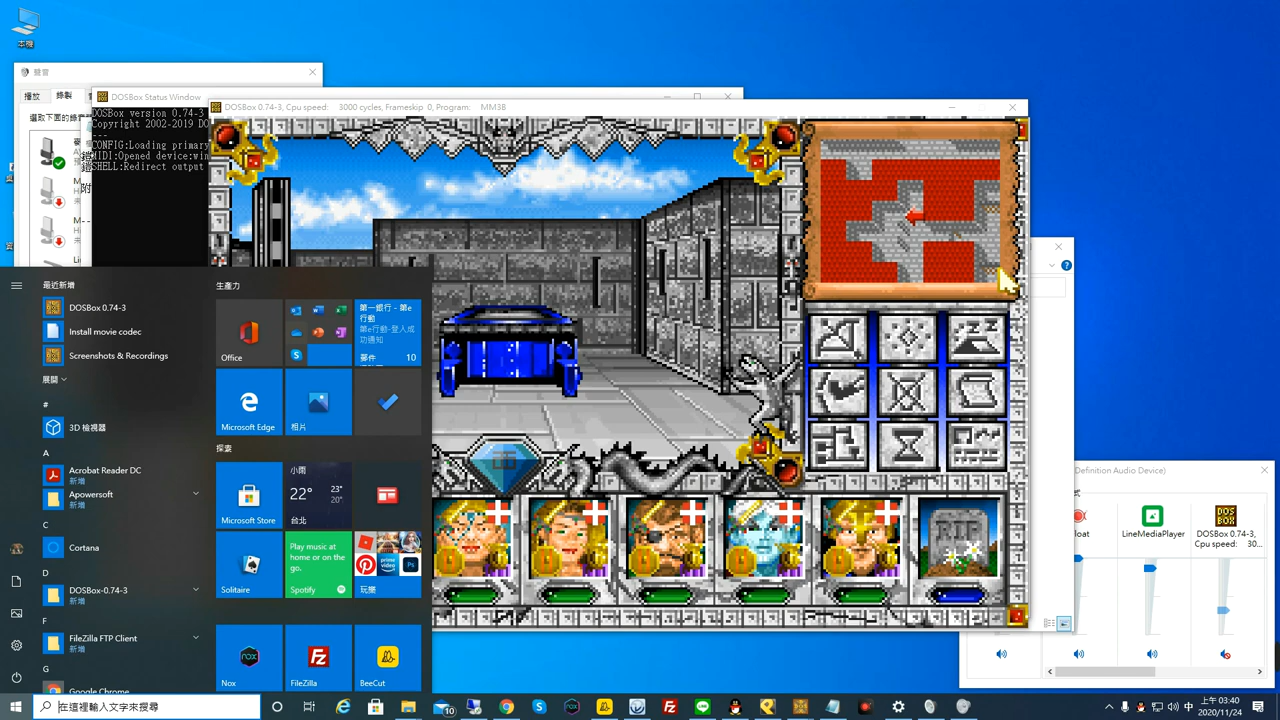 本機
聲音
播放
錄製
選取下面的錄
DOSBox Status Window
DOSBox version 0.74-3
Copyright 2002-2019 DO
---
CONFIG:Loading primary
MIDI:Opened device:win
SHELL:Redirect output
DOSBox 0.74-3, Cpu speed: 3000 cycles, Frameskip 0, Program: MM3B
RIP
最近新增
DOSBox 0.74-3
Install movie codec
Screenshots & Recordings
展開
#
3D 檢視器
A
Acrobat Reader DC
新增
Apowersoft
新增
C
Cortana
D
DOSBox-0.74-3
新增
F
FileZilla FTP Client
新增
G
Google Chrome
生產力
Office
第一銀行 - 第e
行動
第e行動-登入成
功通知
郵件 10
Microsoft Edge
相片
探索
Microsoft Store
小雨
22° 23°
20°
台北
Solitaire
Play music at
home or on the
go.
Spotify
玩樂
Nox
FileZilla
BeeCut
Definition Audio Device)
loat
LineMediaPlayer
DOS
BOX
DOSBox 0.74-3,
Cpu speed: 30...
在這裡輸入文字來搜尋
10
中
上午 03:40
2020/11/24